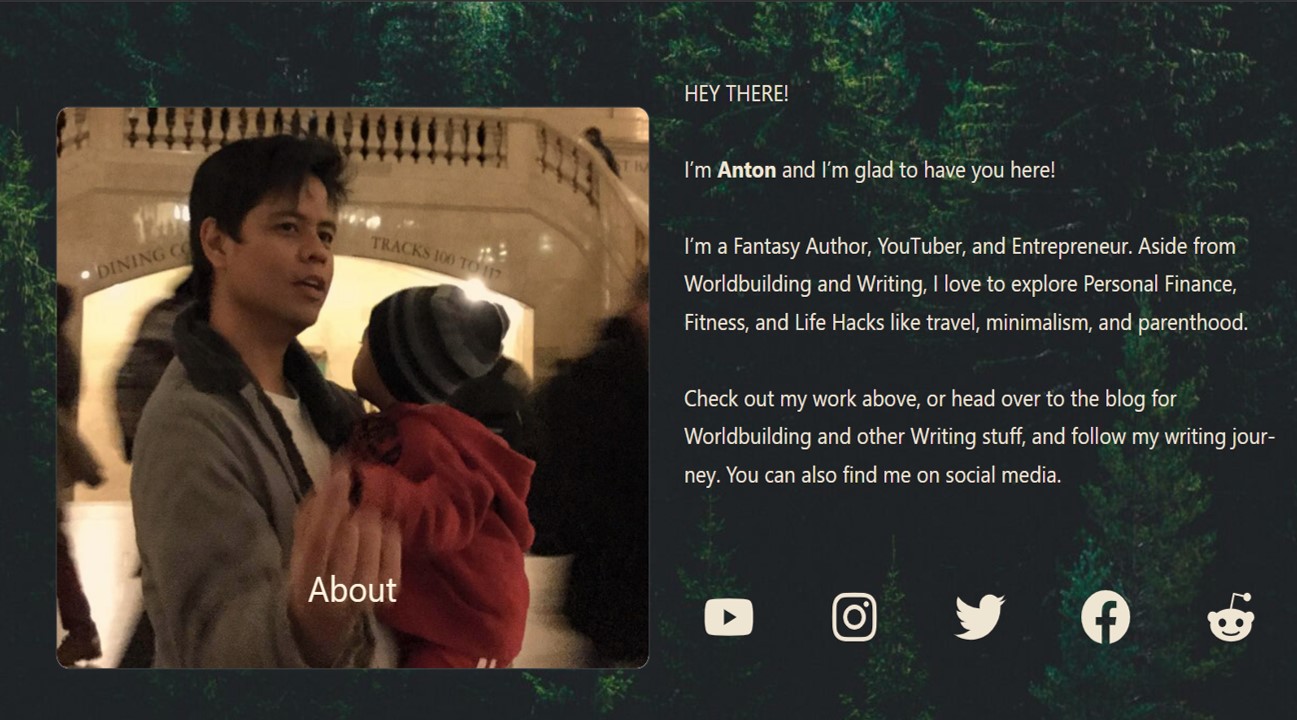 HEY THERE!
I’m Anton and I’m glad to have you here!
I’m a Fantasy Author, YouTuber, and Entrepreneur. Aside from
Worldbuilding and Writing, I love to explore Personal Finance,
Fitness, and Life Hacks like travel, minimalism, and parenthood.
Check out my work above, or head over to the blog for
Worldbuilding and other Writing stuff, and follow my writing jour-
ney. You can also find me on social media.
DINING
TRACKS 100 TO 117
About